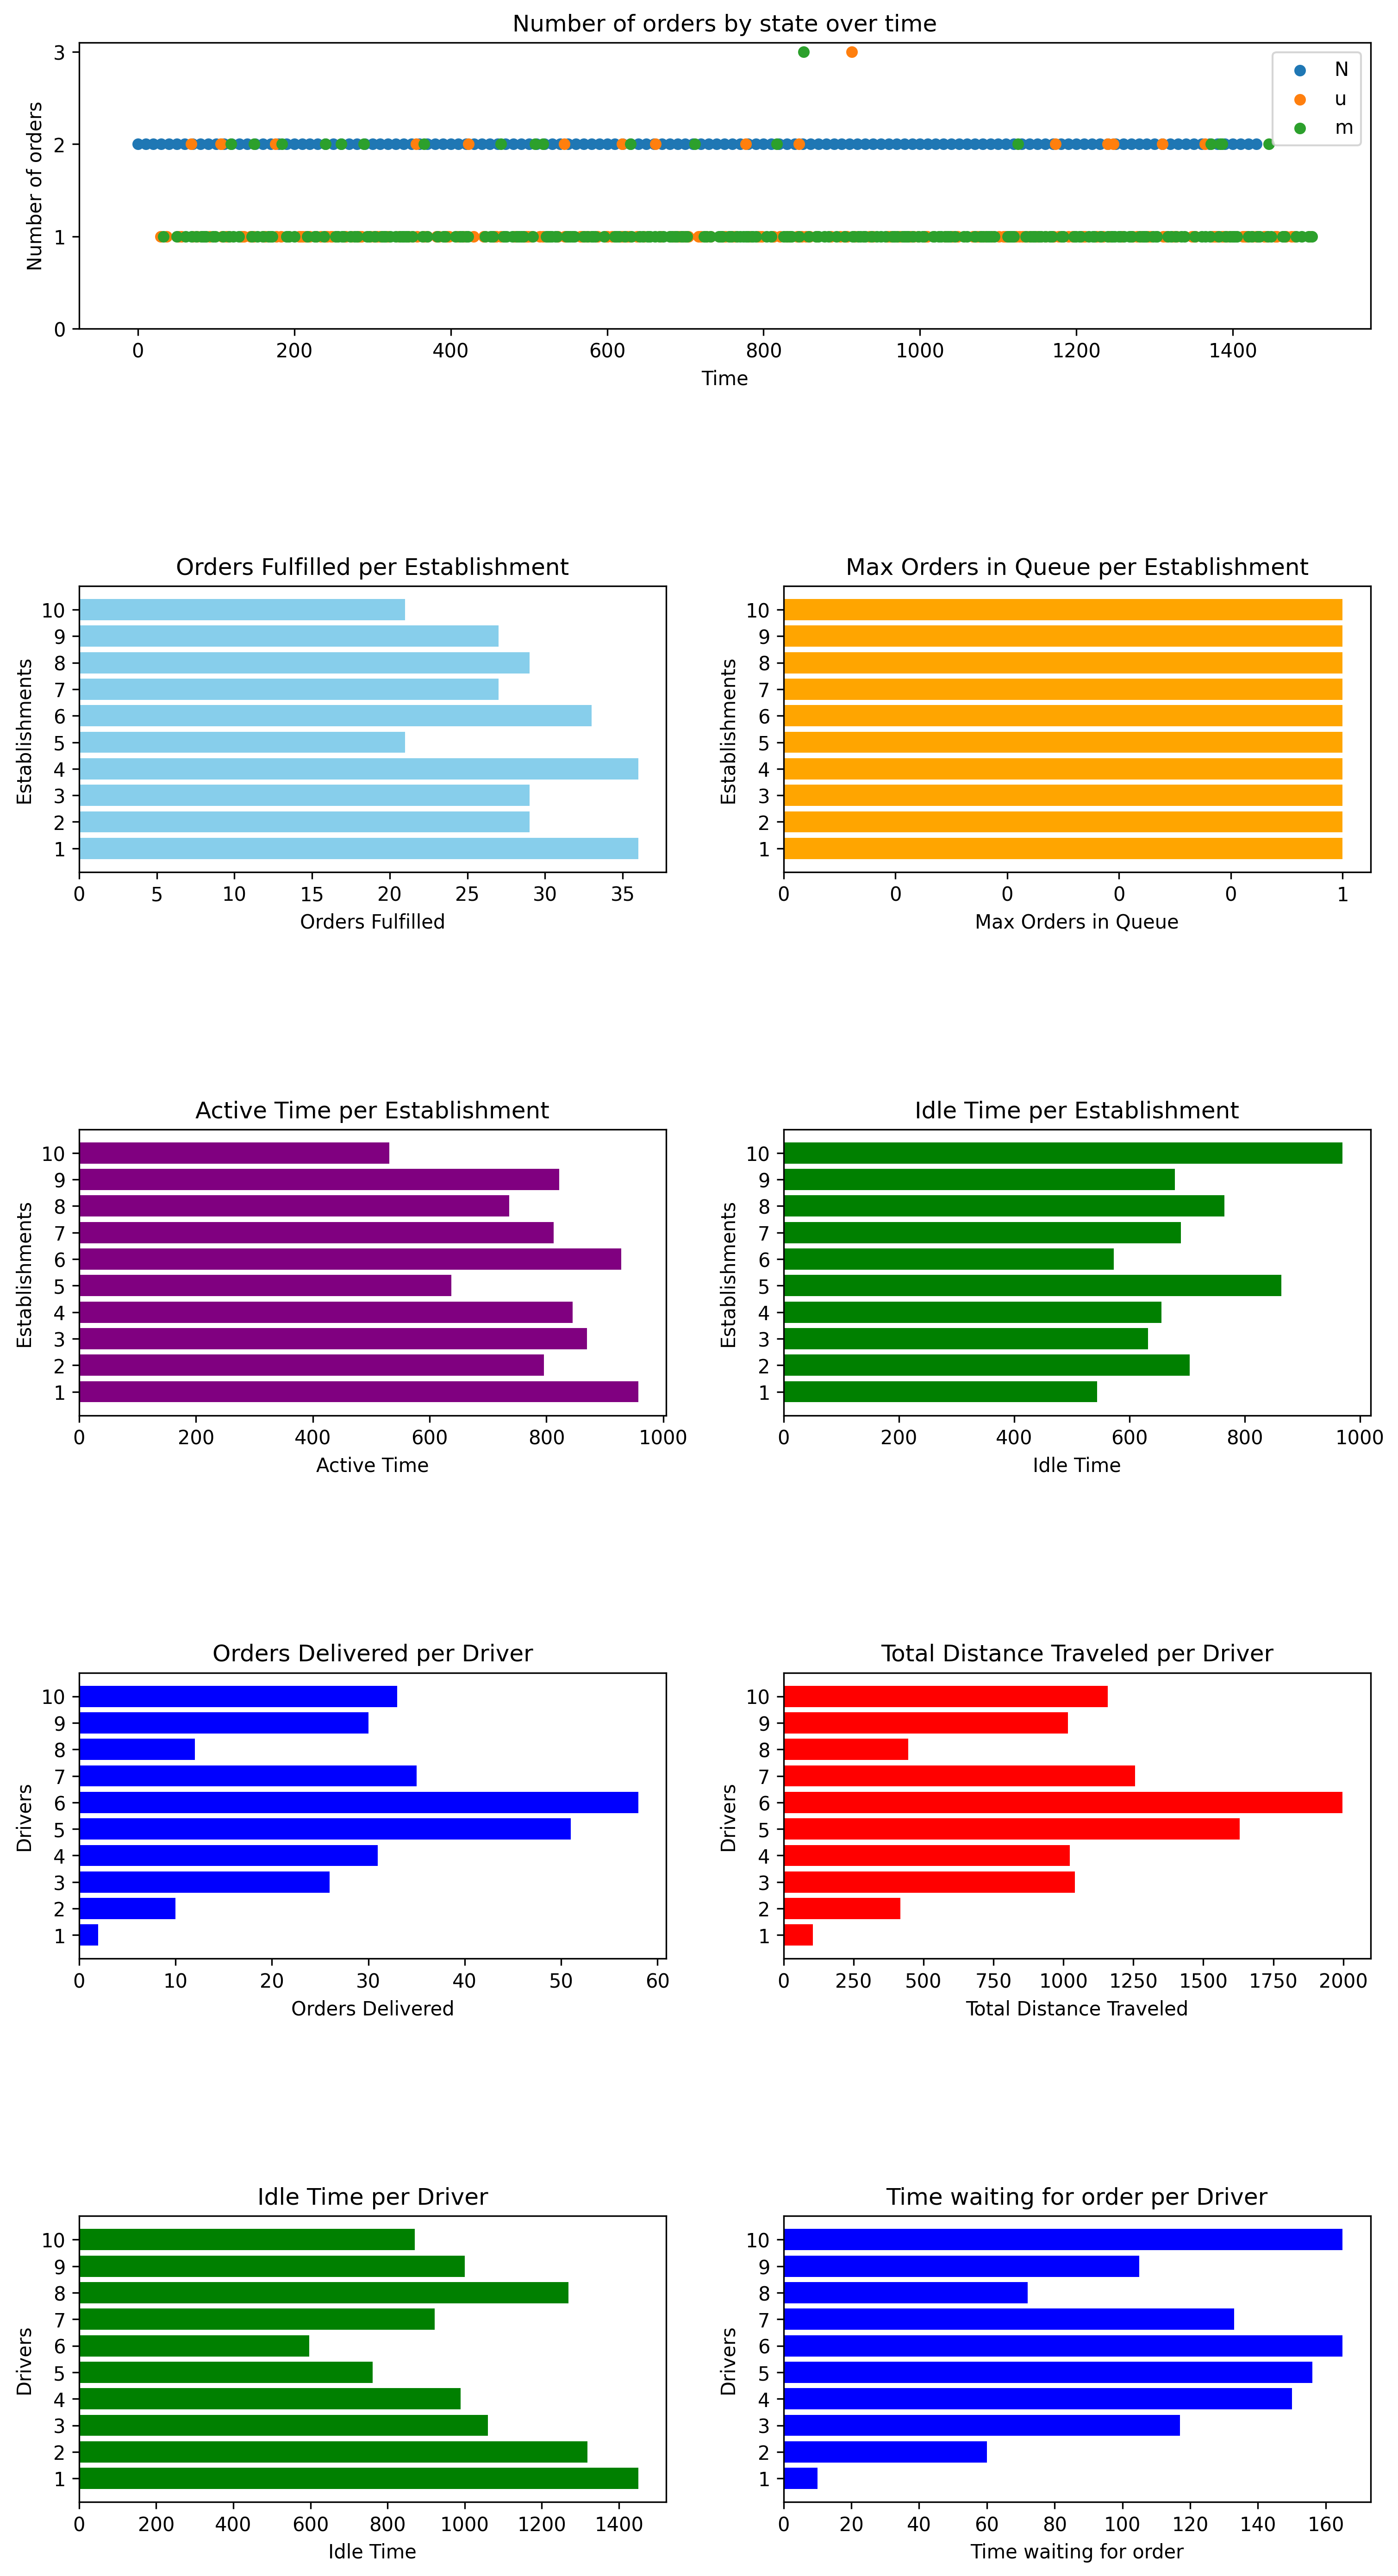 Number of orders by state over time
Number of orders
3
2
1
0
N
u
m
0 200 400 600 800 1000 1200 1400
Time
Orders Fulfilled per Establishment
Establishments
10
9
8
7
6
5
4
3
2
1
0 5 10 15 20 25 30 35
Orders Fulfilled
Max Orders in Queue per Establishment
Establishments
10
9
8
7
6
5
4
3
2
1
0 0 0 0 0 1
Max Orders in Queue
Active Time per Establishment
Establishments
10
9
8
7
6
5
4
3
2
1
0 200 400 600 800 1000
Active Time
Idle Time per Establishment
Establishments
10
9
8
7
6
5
4
3
2
1
0 200 400 600 800 1000
Idle Time
Orders Delivered per Driver
Drivers
10
9
8
7
6
5
4
3
2
1
0 10 20 30 40 50 60
Orders Delivered
Total Distance Traveled per Driver
Drivers
10
9
8
7
6
5
4
3
2
1
0 250 500 750 1000 1250 1500 1750 2000
Total Distance Traveled
Idle Time per Driver
Drivers
10
9
8
7
6
5
4
3
2
1
0 200 400 600 800 1000 1200 1400
Idle Time
Time waiting for order per Driver
Drivers
10
9
8
7
6
5
4
3
2
1
0 20 40 60 80 100 120 140 160
Time waiting for order